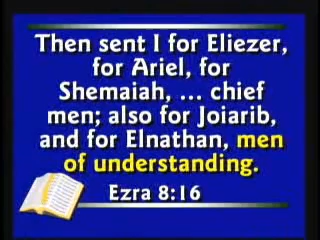 Then sent I for Eliezer,
for Ariel, for
Shemaiah, ... chief
men; also for Joiarib,
and for Elnathan, men
of understanding.
Ezra 8:16